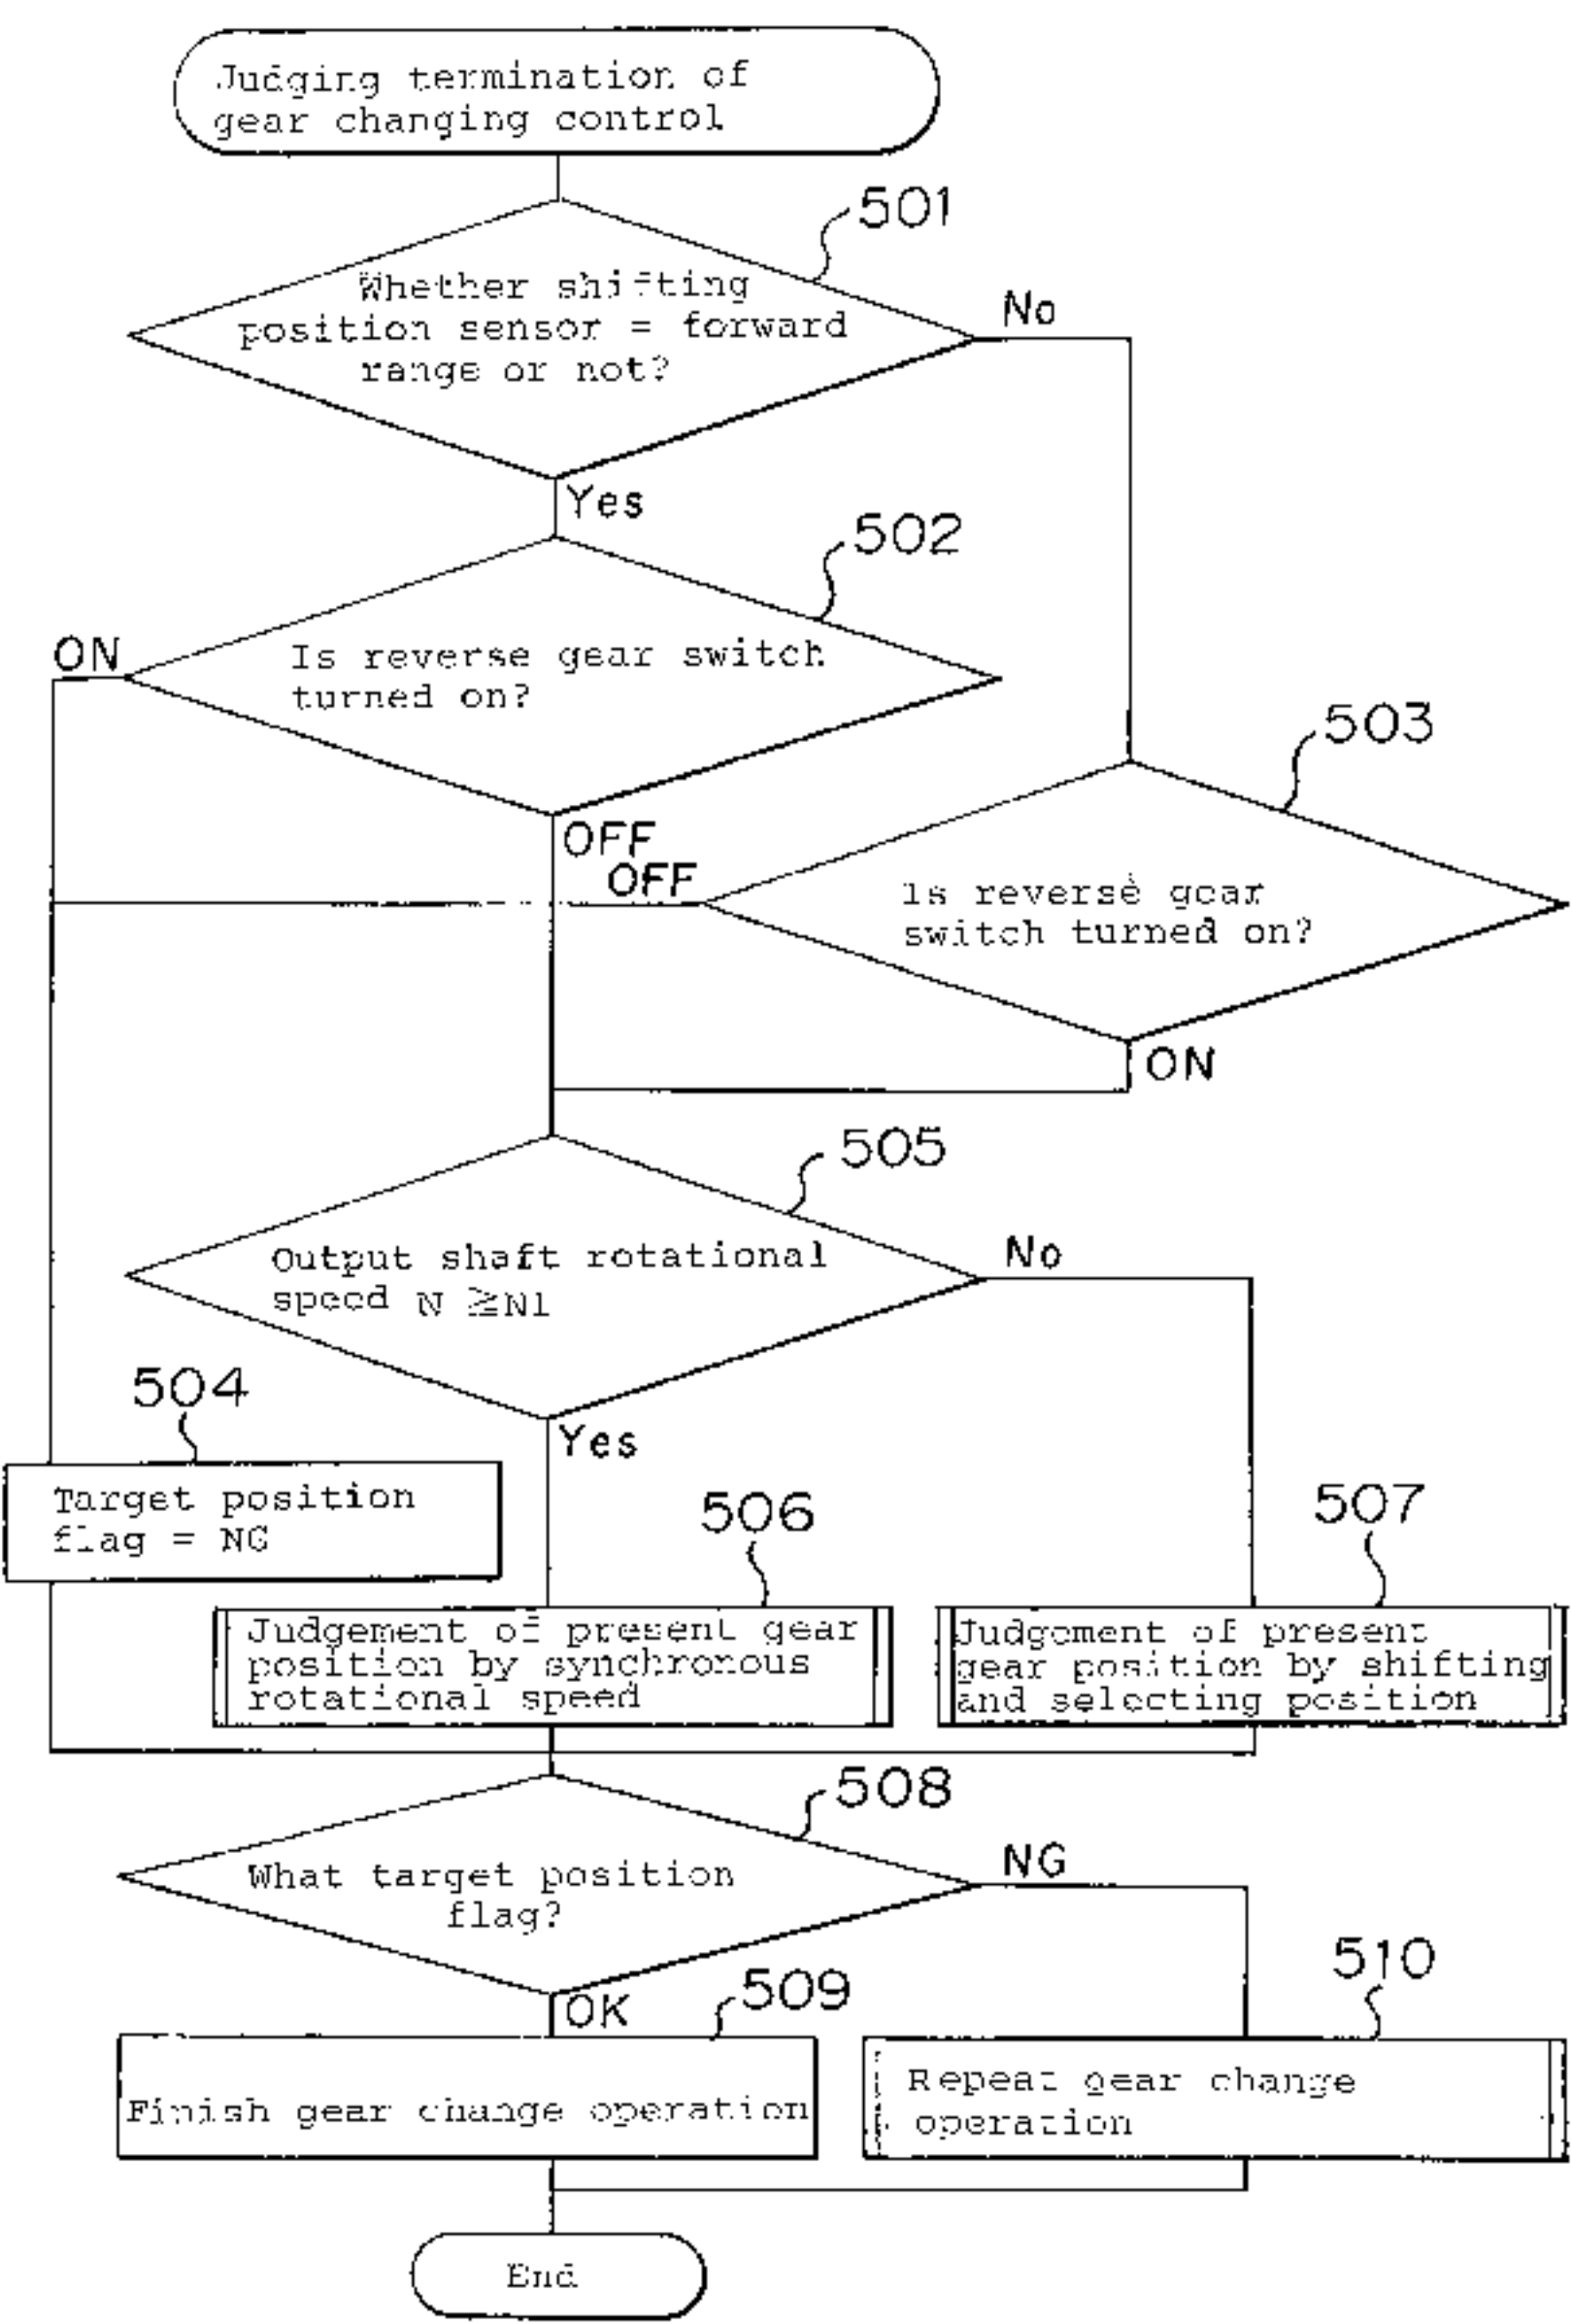 Judging termination of
gear changing control
501
Whether shifting
position sensor = forward
range or not?
No
Yes
502
ON
Is reverse gear switch
turned on?
OFF
503
OFF
Is reverse gear
switch turned on?
ON
505
Output shaft rotational
speed N ≧N1
No
Yes
504
Target position
flag = NG
506
Judgement of present gear
position by synchronous
rotational speed
507
Judgement of present
gear position by shifting
and selecting position
508
What target position
flag?
NG
OK
509
Finish gear change operation
510
Repeat gear change
operation
End